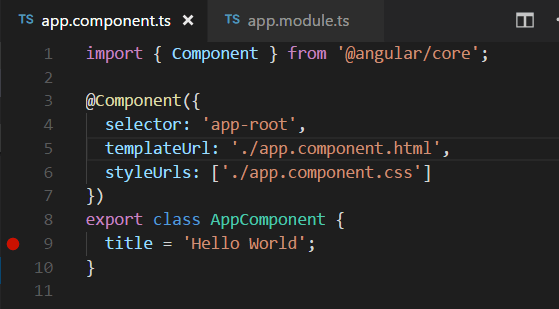 TS app.component.ts × TS app.module.ts
1 import { Component } from '@angular/core';
2
3 @Component({
4   selector: 'app-root',
5   templateUrl: './app.component.html',
6   styleUrls: ['./app.component.css']
7 })
8 export class AppComponent {
9   title = 'Hello World';
10 }
11